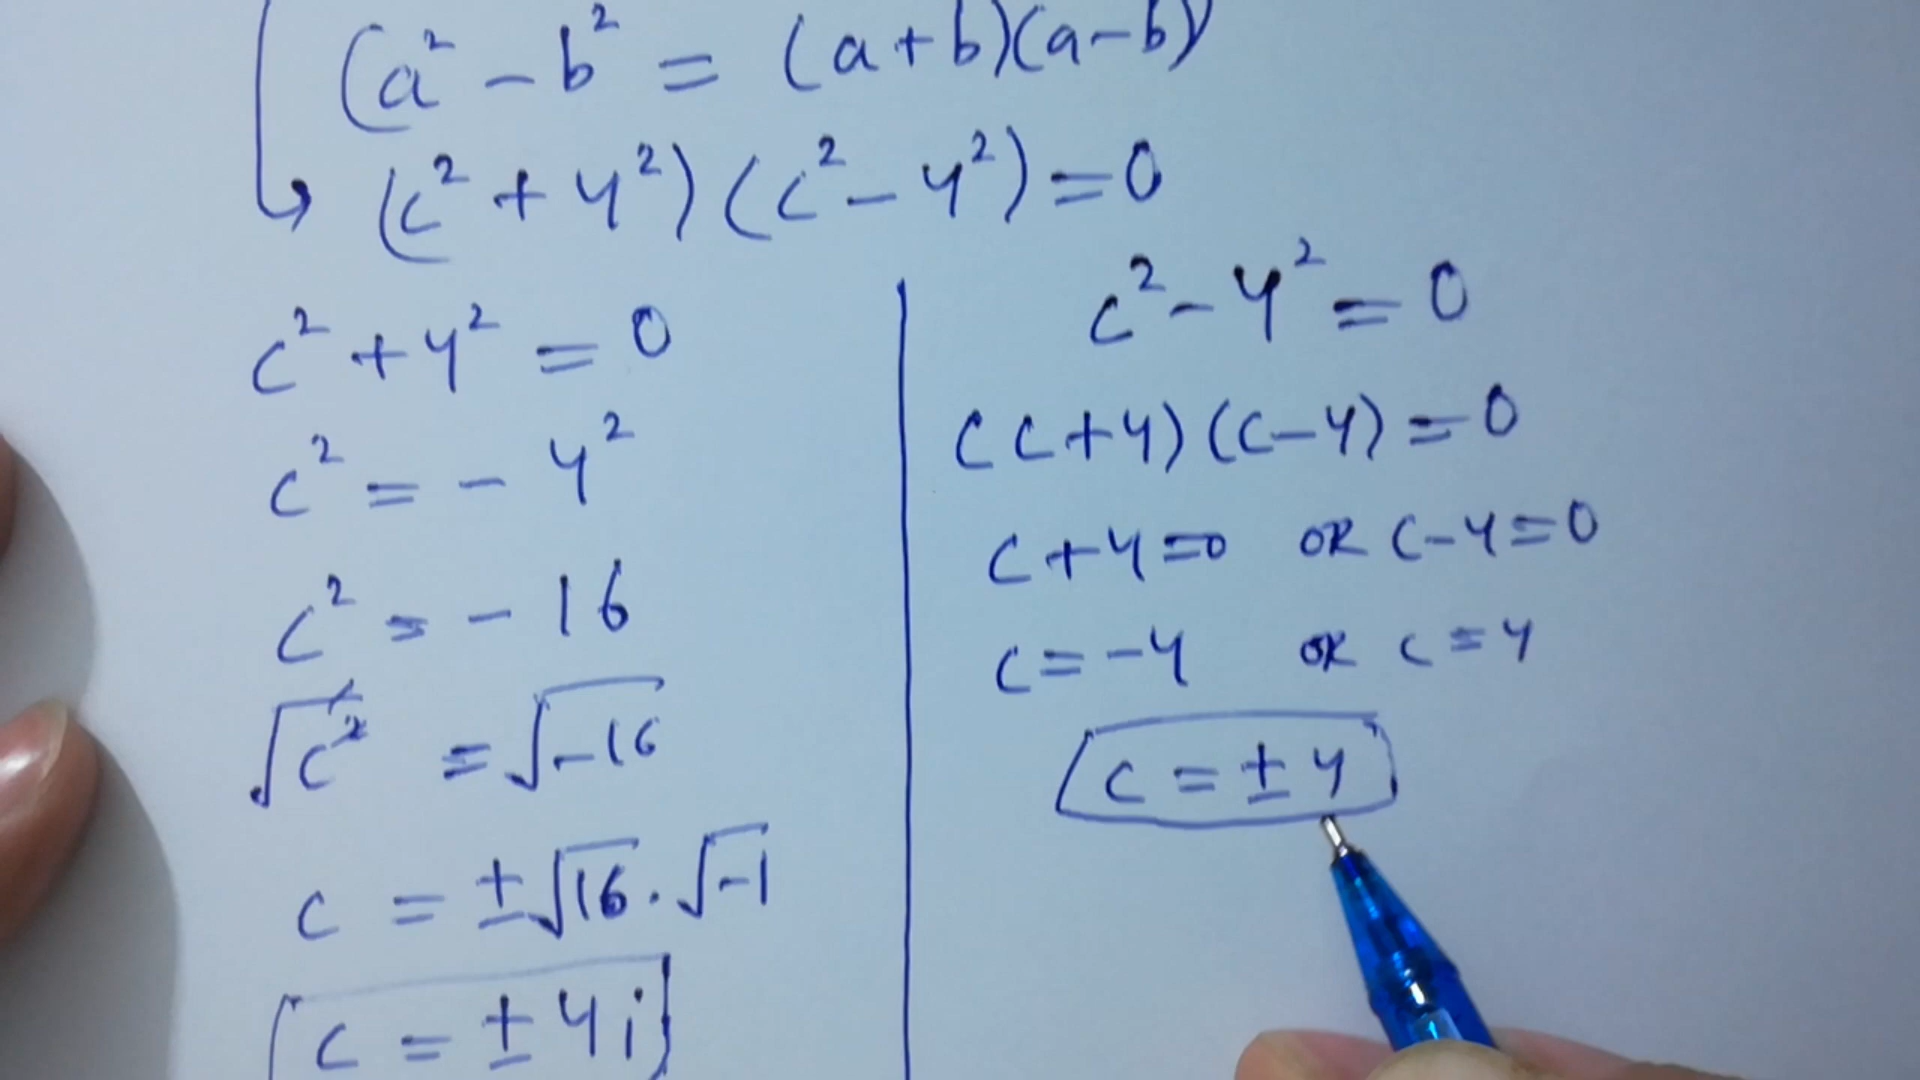 (a² - b² = (a+b)(a-b)
(c² + 4²) (c² - 4²) = 0
c² + 4² = 0
c² = - 4²
c² = - 16
√c² = √-16
c = ±√16 . √-1
c = ± 4i
c² - 4² = 0
(c+4) (c-4) = 0
c+4=0 OR c-4=0
c = -4 OR c = 4
c = ± 4